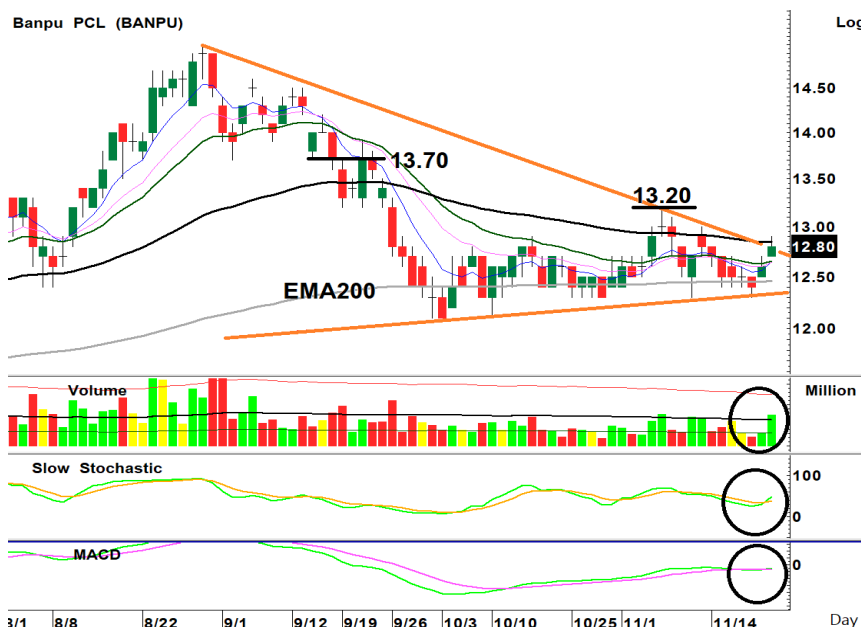 Banpu PCL (BANPU)
Log
14.50
14.00
13.70
13.50
13.20
13.00
12.80
12.50
EMA200
12.00
Volume
Million
Slow Stochastic
100
0
MACD
0
8/1 8/8 8/22 9/1 9/12 9/19 9/26 10/3 10/10 10/25 11/1 11/14 Day